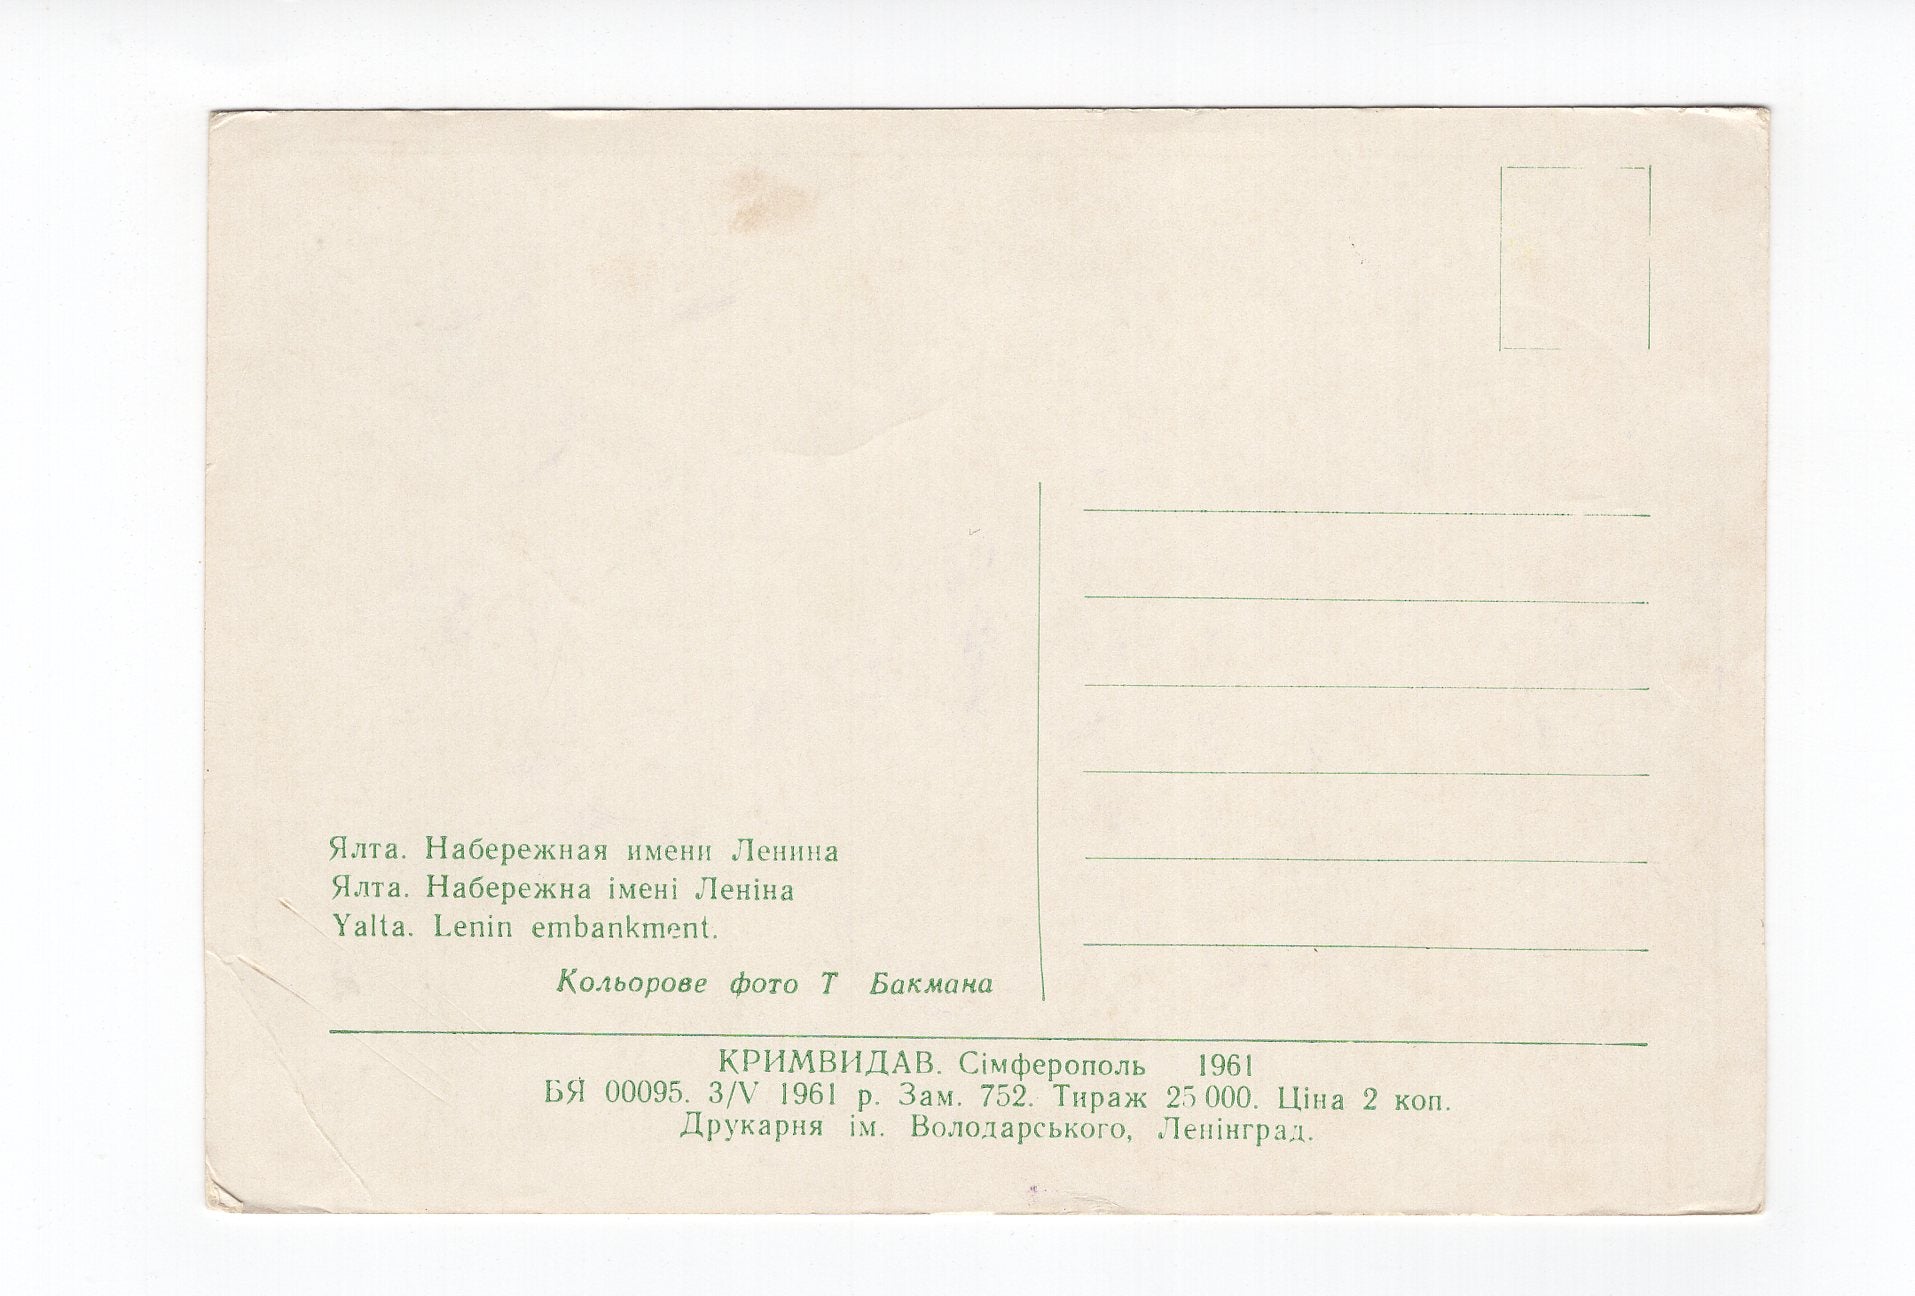 Ялта. Набережная имени Ленина
Ялта. Набережна імені Леніна
Yalta. Lenin embankment.
Кольорове фото Т Бакмана
КРИМВИДАВ. Сімферополь 1961
БЯ 00095. 3/V 1961 р. Зам. 752. Тираж 25 000. Ціна 2 коп.
Друкарня ім. Володарського, Ленінград.